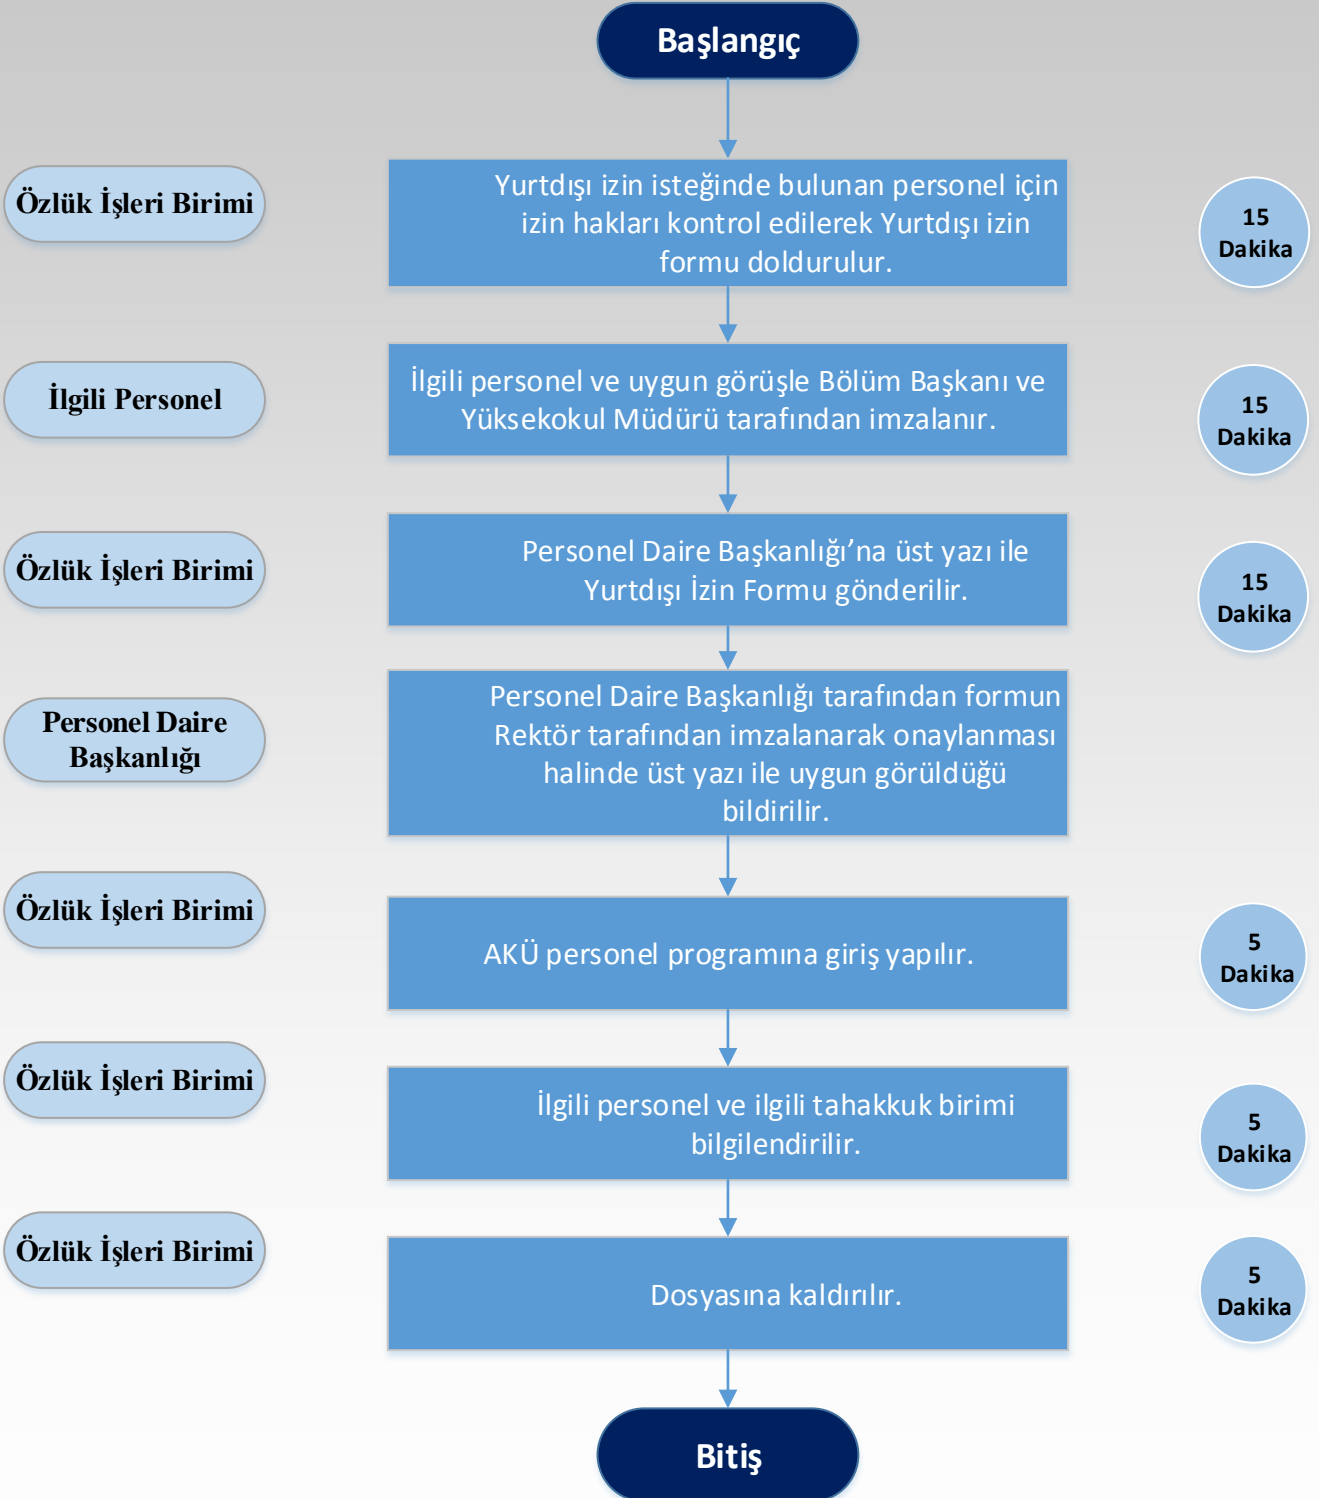 Başlangıç
Özlük İşleri Birimi
Yurtdışı izin isteğinde bulunan personel için
izin hakları kontrol edilerek Yurtdışı izin
formu doldurulur.
15
Dakika
İlgili Personel
İlgili personel ve uygun görüşle Bölüm Başkanı ve
Yüksekokul Müdürü tarafından imzalanır.
15
Dakika
Özlük İşleri Birimi
Personel Daire Başkanlığı’na üst yazı ile
Yurtdışı İzin Formu gönderilir.
15
Dakika
Personel Daire
Başkanlığı
Personel Daire Başkanlığı tarafından formun
Rektör tarafından imzalanarak onaylanması
halinde üst yazı ile uygun görüldüğü
bildirilir.
Özlük İşleri Birimi
AKÜ personel programına giriş yapılır.
5
Dakika
Özlük İşleri Birimi
İlgili personel ve ilgili tahakkuk birimi
bilgilendirilir.
5
Dakika
Özlük İşleri Birimi
Dosyasına kaldırılır.
5
Dakika
Bitiş